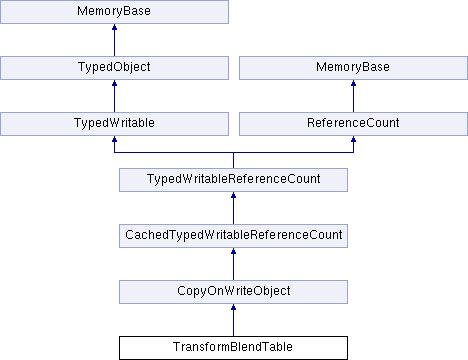 MemoryBase
TypedObject
MemoryBase
TypedWritable
ReferenceCount
TypedWritableReferenceCount
CachedTypedWritableReferenceCount
CopyOnWriteObject
TransformBlendTable